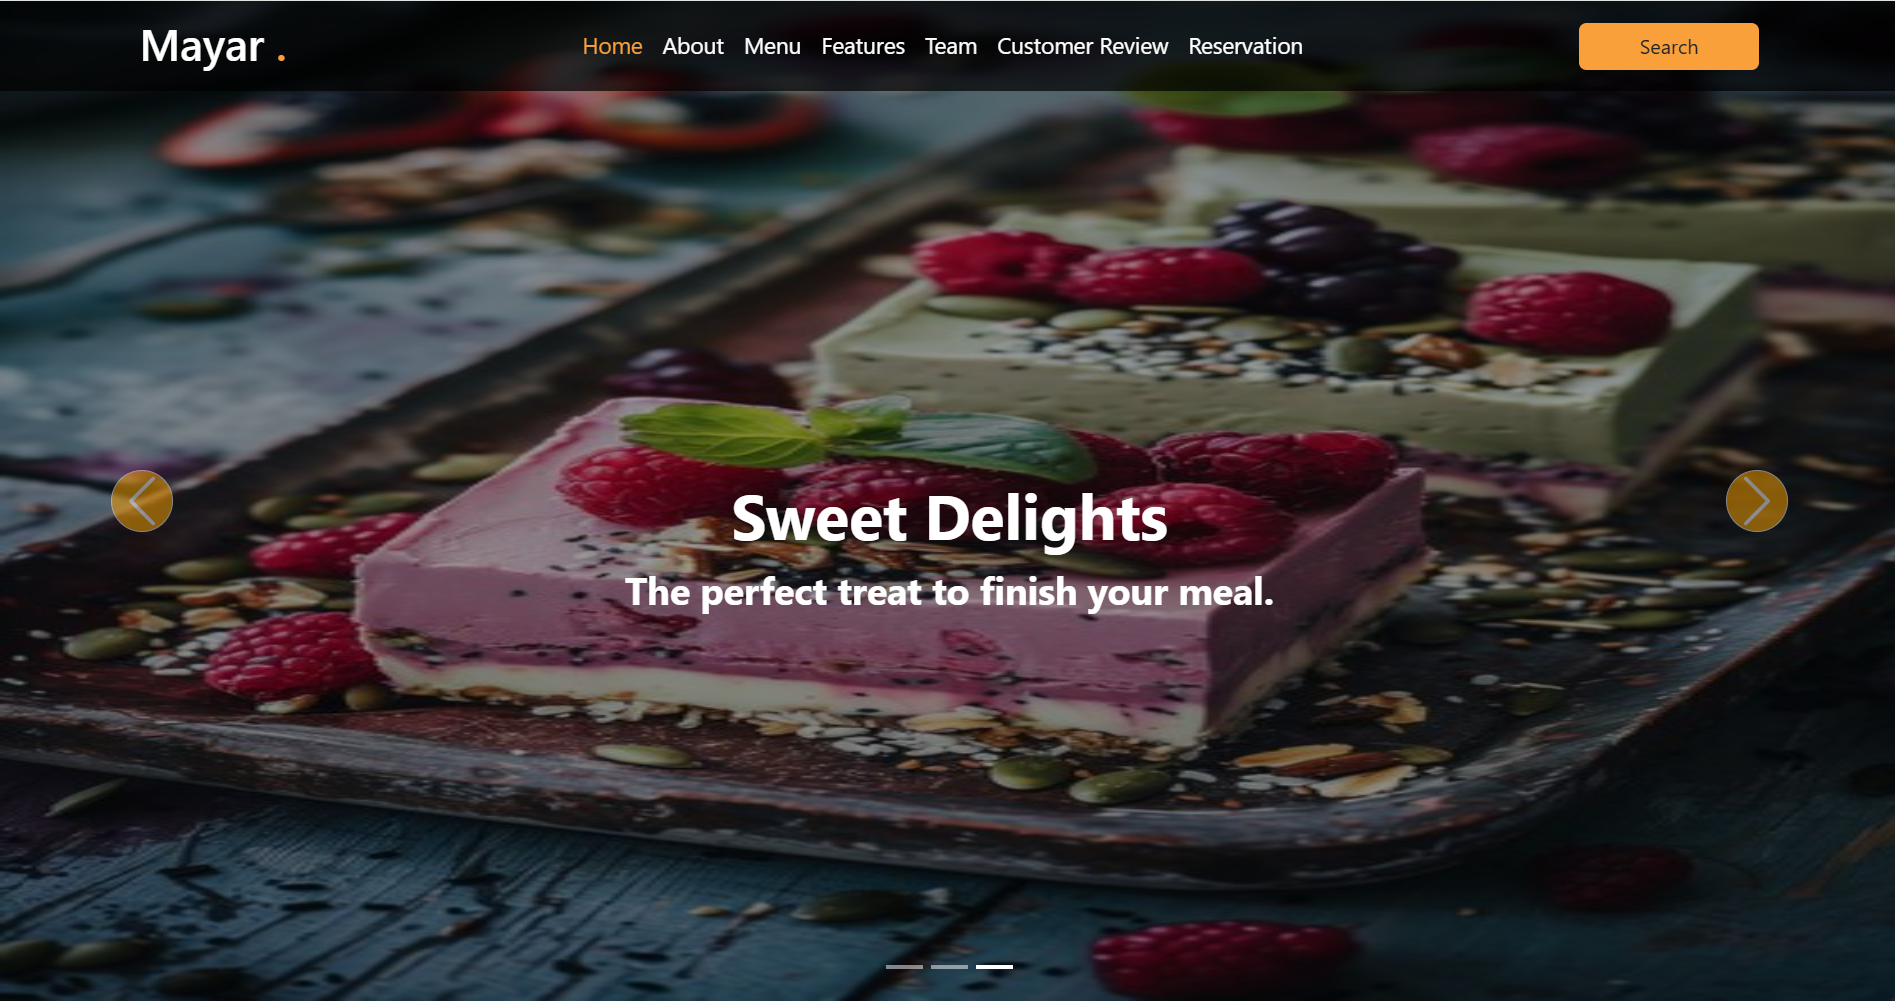 Mayar .
Home About Menu Features Team Customer Review Reservation
Search
Sweet Delights
The perfect treat to finish your meal.